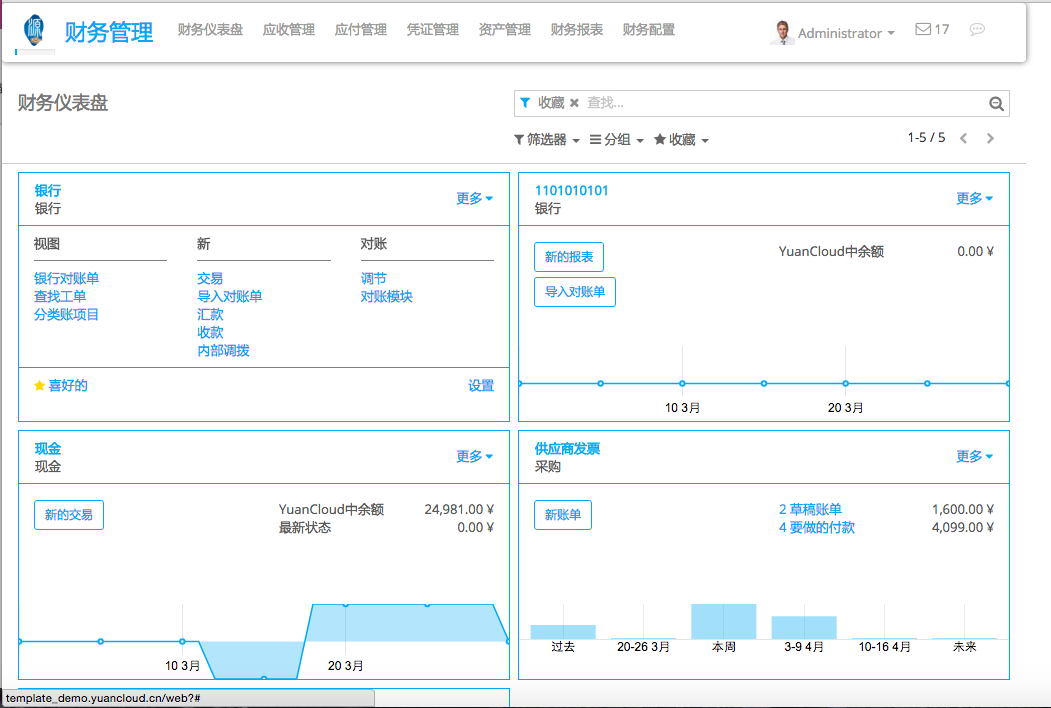 源 财务管理 财务仪表盘 应收管理 应付管理 凭证管理 资产管理 财务报表 财务配置 Administrator 17
财务仪表盘
收藏 ✖ 查找...
筛选器 分组 收藏 1-5 / 5
银行
银行
更多
视图 新 对账
银行对账单 交易 调节
查找工单 导入对账单 对账模块
分类账项目 汇款
收款
内部调拨
喜好的 设置
1101010101
银行
更多
新的报表 YuanCloud中余额 0.00 ¥
导入对账单
10 3月 20 3月
现金
现金
更多
新的交易 YuanCloud中余额 24,981.00 ¥
最新状态 0.00 ¥
10 3月 20 3月
供应商发票
采购
更多
新账单 2 草稿账单 1,600.00 ¥
4 要做的付款 4,099.00 ¥
过去 20-26 3月 本周 3-9 4月 10-16 4月 未来
template_demo.yuancloud.cn/web?#